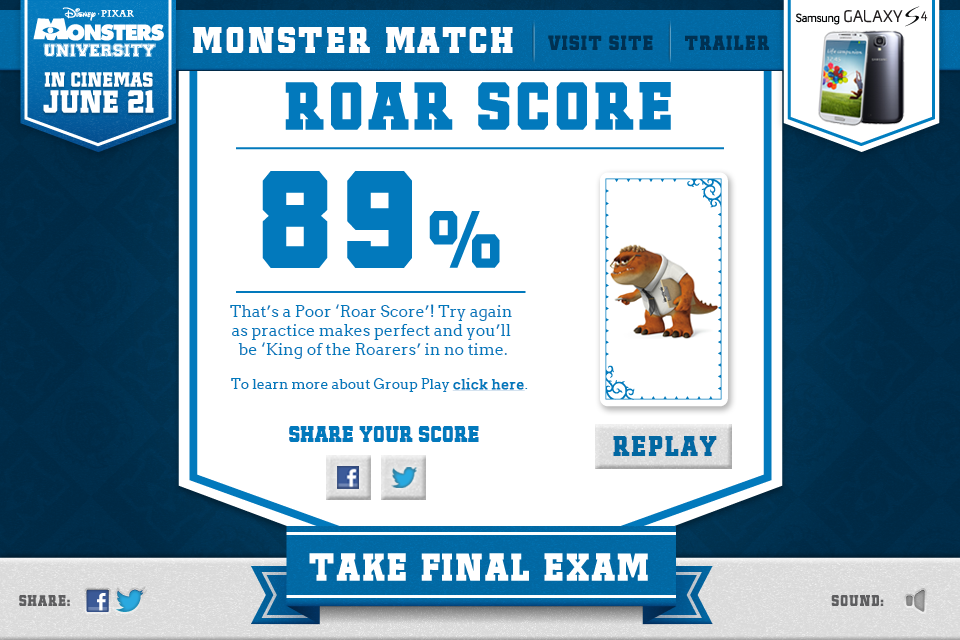 Disney · PIXAR
MONSTERS
UNIVERSITY
IN CINEMAS
JUNE 21
MONSTER MATCH
VISIT SITE
TRAILER
Samsung GALAXY S4
ROAR SCORE
89%
That's a Poor 'Roar Score'! Try again
as practice makes perfect and you'll
be 'King of the Roarers' in no time.
To learn more about Group Play click here.
SHARE YOUR SCORE
REPLAY
TAKE FINAL EXAM
SHARE:
SOUND: